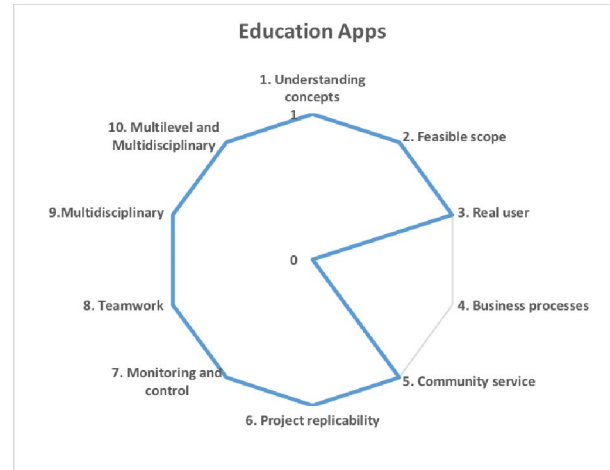 Education Apps
1. Understanding
concepts
1
2. Feasible scope
3. Real user
0
4. Business processes
5. Community service
6. Project replicability
7. Monitoring and
control
8. Teamwork
9.Multidisciplinary
10. Multilevel and
Multidisciplinary